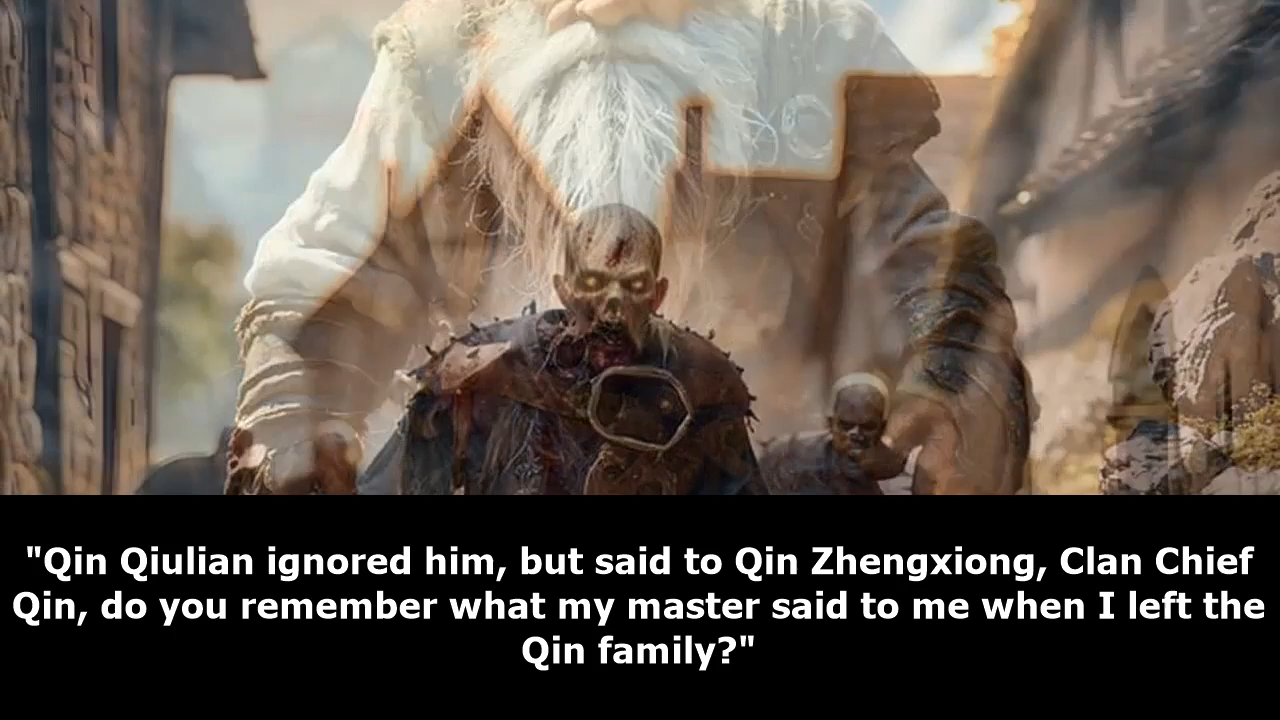 "Qin Qiulian ignored him, but said to Qin Zhengxiong, Clan Chief
Qin, do you remember what my master said to me when I left the
Qin family?"